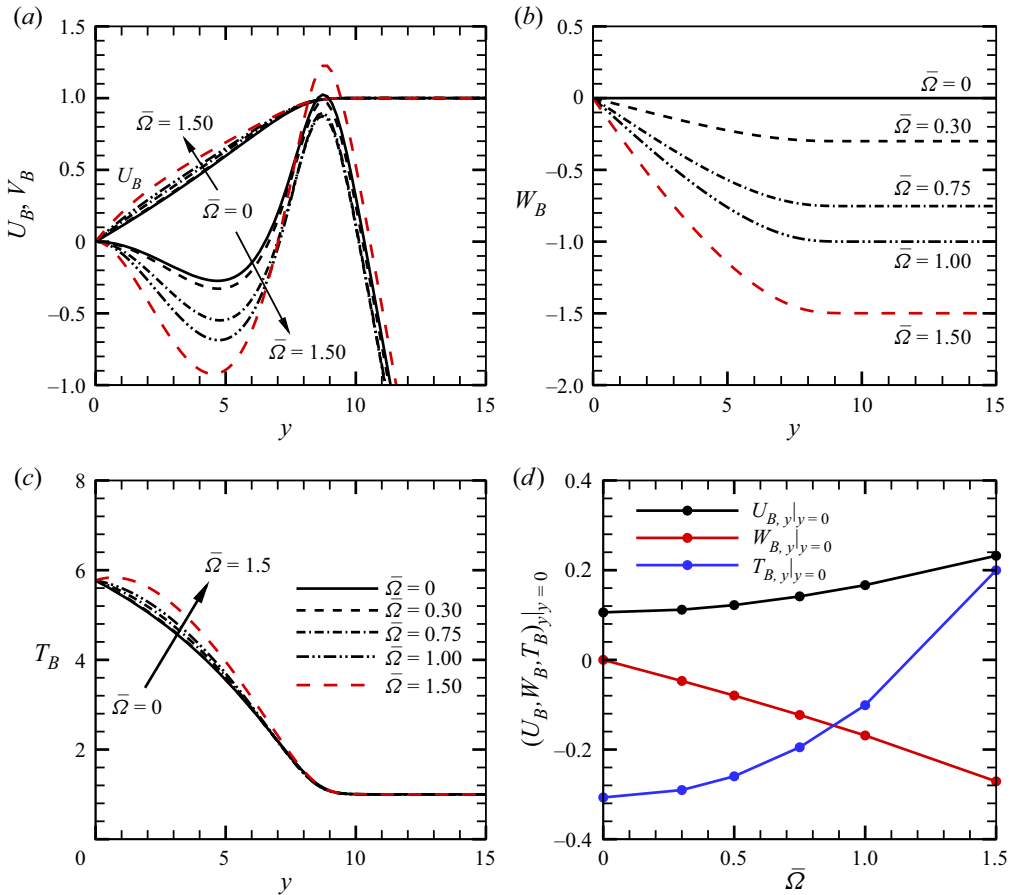 (a)
1.5
1.0
0.5
0
−0.5
−1.0
U_B, V_B
Ω̄ = 1.50
U_B
Ω̄ = 0
Ω̄ = 1.50
0 5 10 15
y
(b)
0.5
0
−0.5
−1.0
−1.5
−2.0
W_B
Ω̄ = 0
Ω̄ = 0.30
Ω̄ = 0.75
Ω̄ = 1.00
Ω̄ = 1.50
0 5 10 15
y
(c)
8
6
4
2
0
T_B
Ω̄ = 1.5
Ω̄ = 0
Ω̄ = 0
Ω̄ = 0.30
Ω̄ = 0.75
Ω̄ = 1.00
Ω̄ = 1.50
5 10 15
y
(d)
0.4
0.2
0
−0.2
−0.4
(U_B, W_B, T_B)_y|_{y = 0}
U_{B, y}|_{y = 0}
W_{B, y}|_{y = 0}
T_{B, y}|_{y = 0}
0 0.5 1.0 1.5
Ω̄